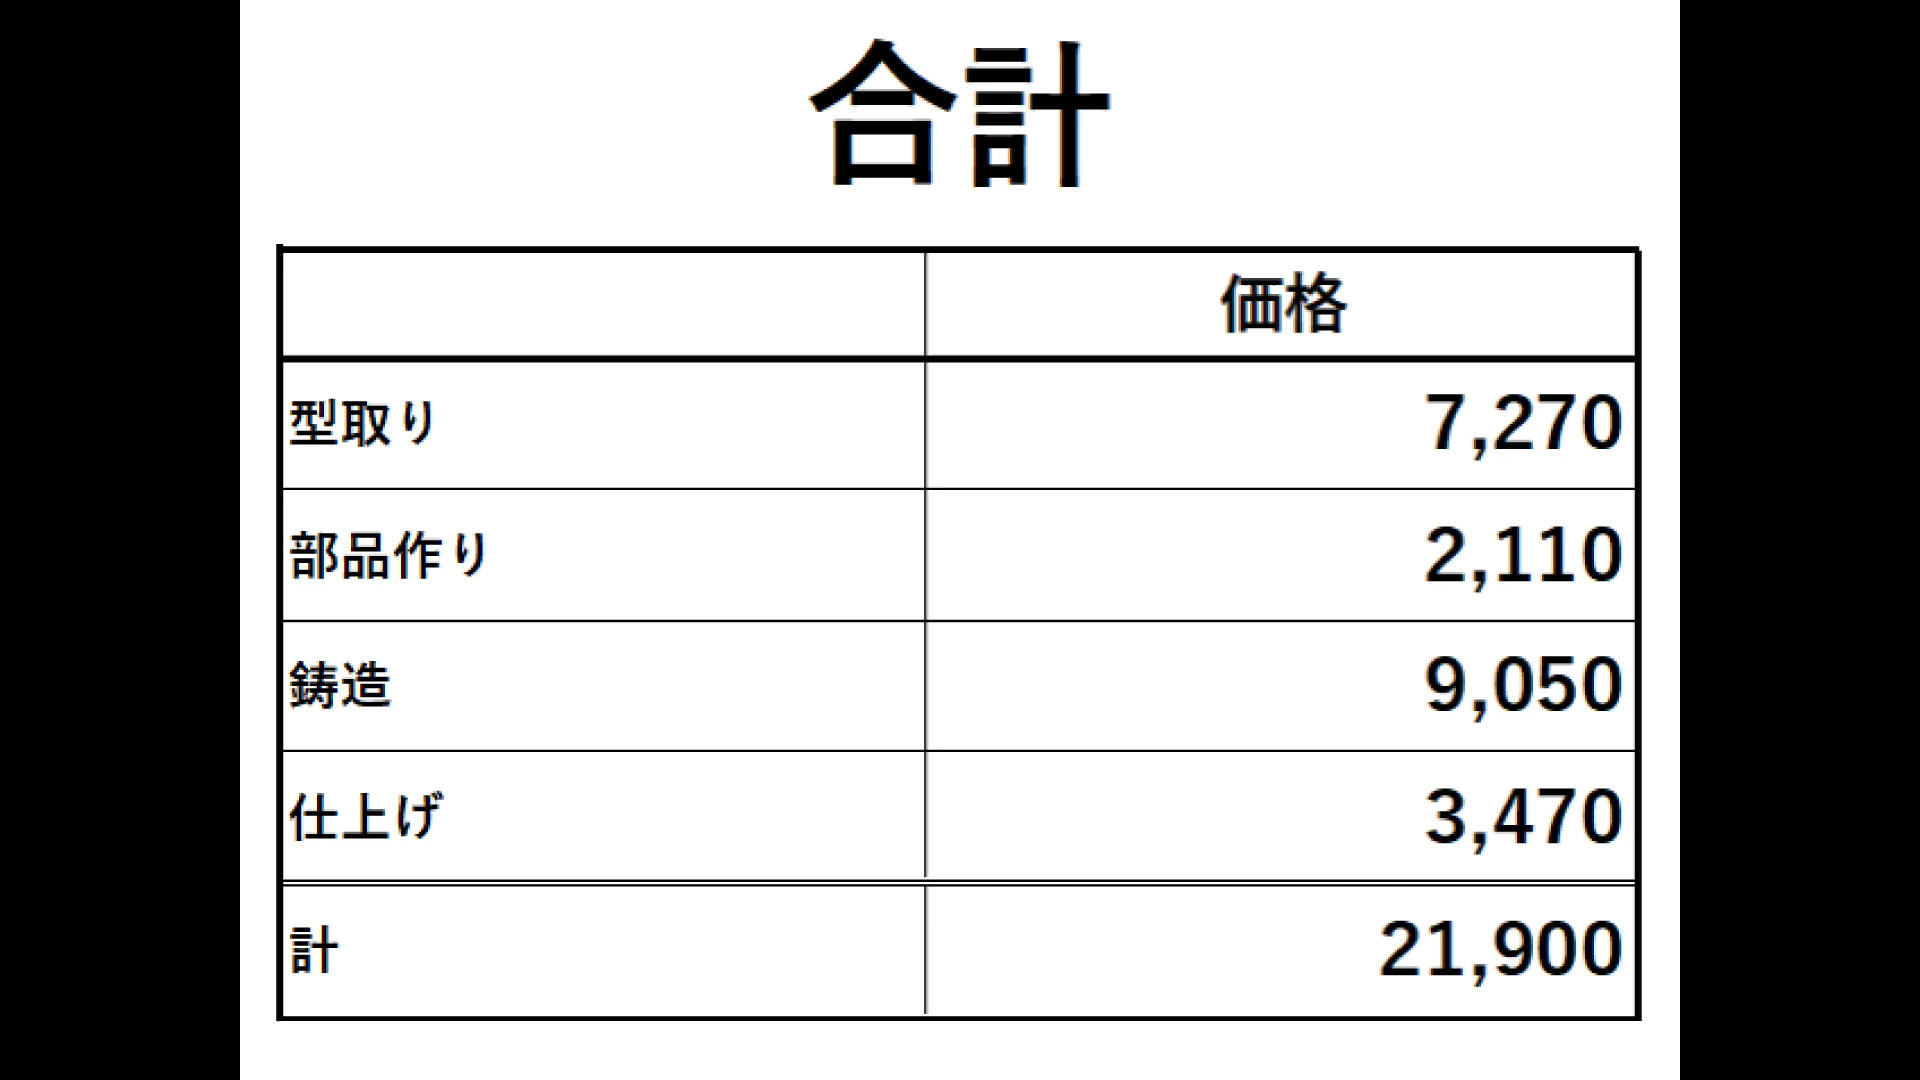 合計
価格
型取り 7,270
部品作り 2,110
鋳造 9,050
仕上げ 3,470
計 21,900